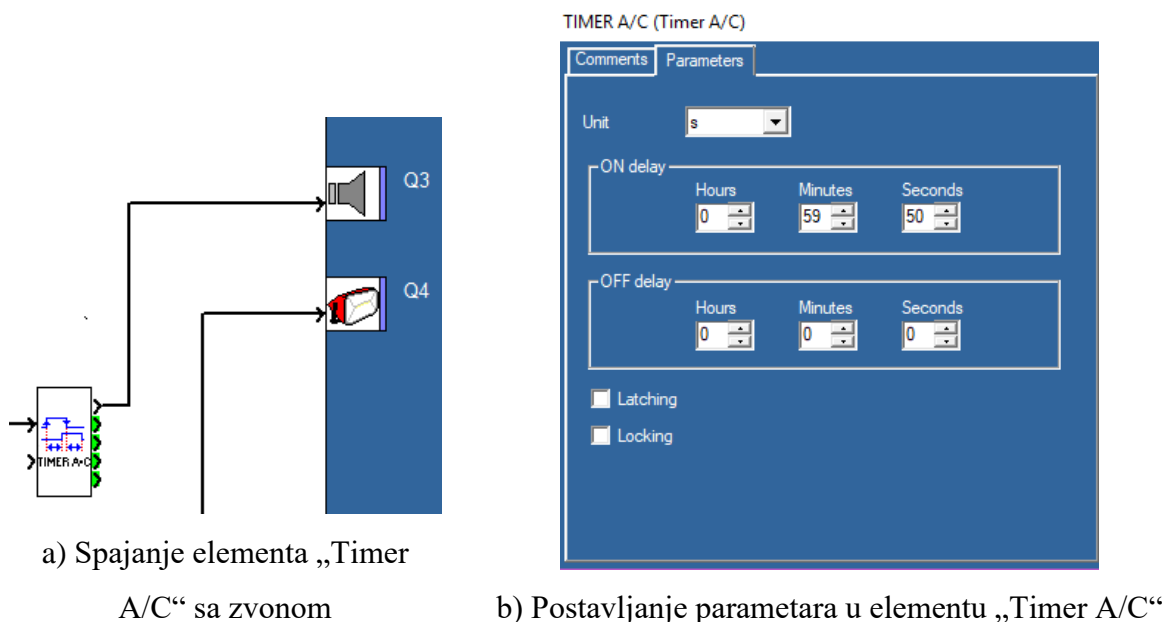 TIMER A/C (Timer A/C)
Comments Parameters
Unit s
ON delay
Hours Minutes Seconds
0 59 50
OFF delay
Hours Minutes Seconds
0 0 0
Latching
Locking
Q3
Q4
TIMER A/C
a) Spajanje elementa „Timer
A/C“ sa zvonom
b) Postavljanje parametara u elementu „Timer A/C“